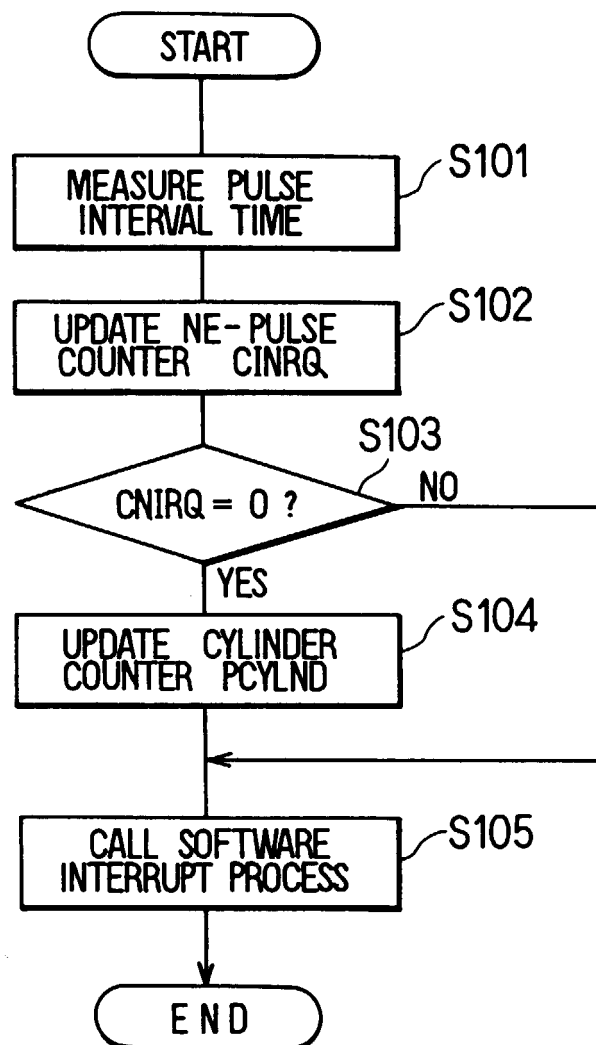 START
MEASURE PULSE
INTERVAL TIME
S101
UPDATE NE-PULSE
COUNTER CINRQ
S102
CNIRQ = 0 ?
S103
NO
YES
UPDATE CYLINDER
COUNTER PCYLND
S104
CALL SOFTWARE
INTERRUPT PROCESS
S105
END